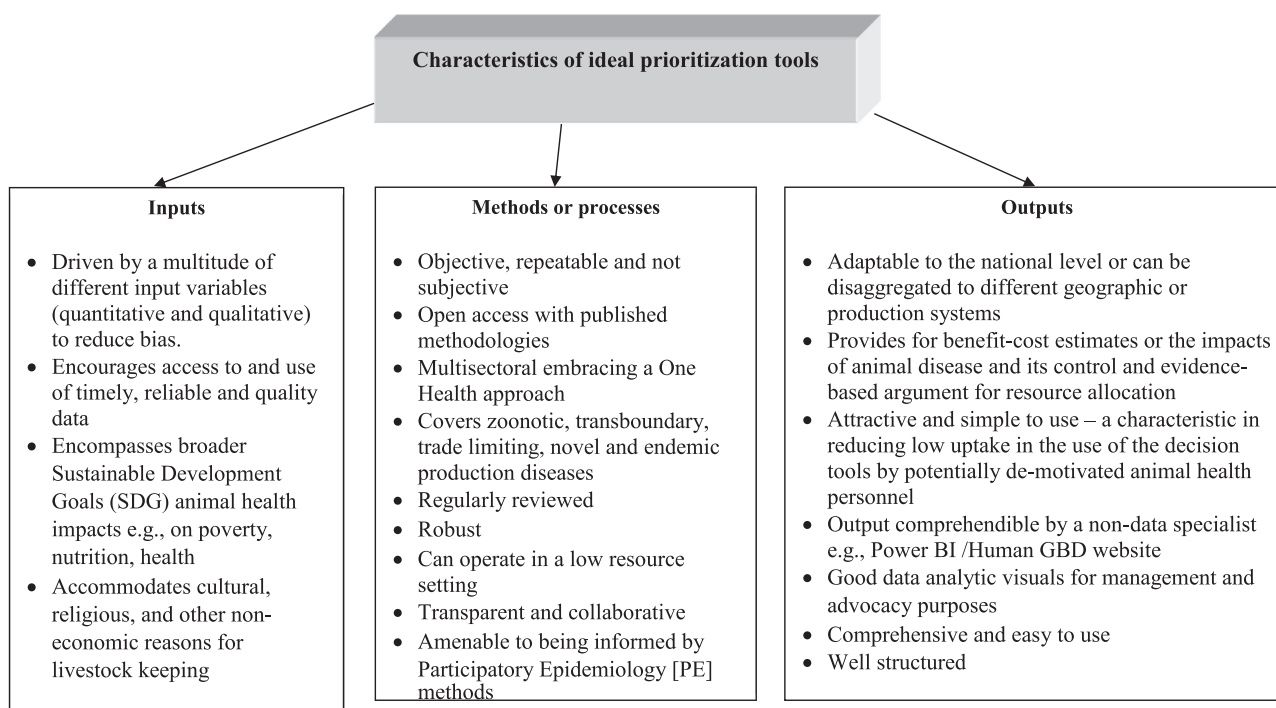 Characteristics of ideal prioritization tools
Inputs
• Driven by a multitude of
different input variables
(quantitative and qualitative)
to reduce bias.
• Encourages access to and use
of timely, reliable and quality
data
• Encompasses broader
Sustainable Development
Goals (SDG) animal health
impacts e.g., on poverty,
nutrition, health
• Accommodates cultural,
religious, and other non-
economic reasons for
livestock keeping
Methods or processes
• Objective, repeatable and not
subjective
• Open access with published
methodologies
• Multisectoral embracing a One
Health approach
• Covers zoonotic, transboundary,
trade limiting, novel and endemic
production diseases
• Regularly reviewed
• Robust
• Can operate in a low resource
setting
• Transparent and collaborative
• Amenable to being informed by
Participatory Epidemiology [PE]
methods
Outputs
• Adaptable to the national level or can be
disaggregated to different geographic or
production systems
• Provides for benefit-cost estimates or the impacts
of animal disease and its control and evidence-
based argument for resource allocation
• Attractive and simple to use – a characteristic in
reducing low uptake in the use of the decision
tools by potentially de-motivated animal health
personnel
• Output comprehendible by a non-data specialist
e.g., Power BI /Human GBD website
• Good data analytic visuals for management and
advocacy purposes
• Comprehensive and easy to use
• Well structured